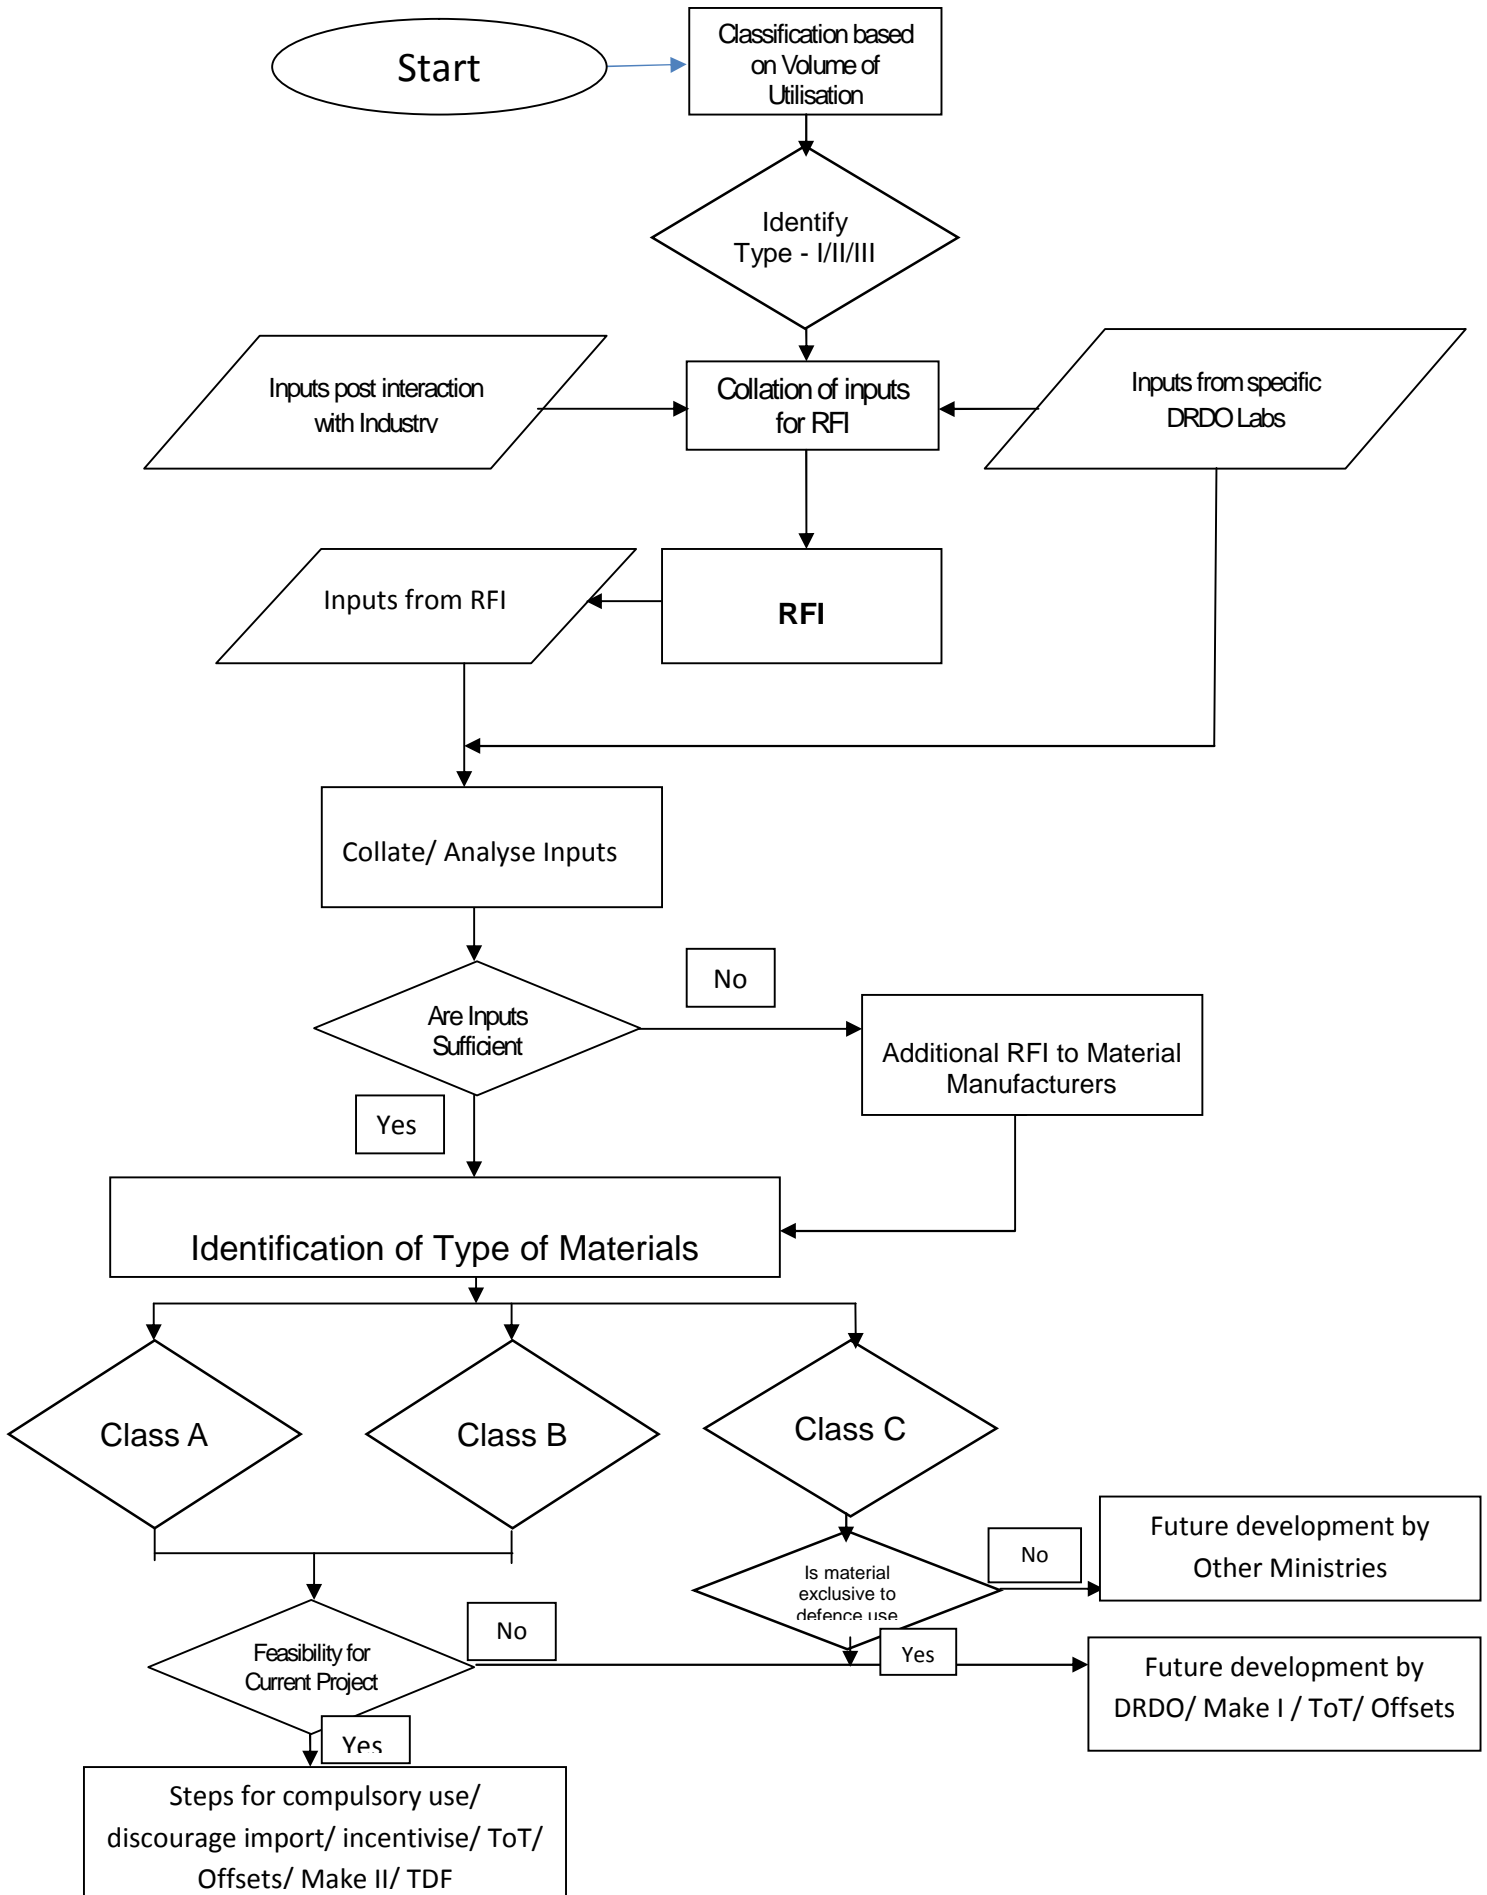 Start
Classification based
on Volume of
Utilisation
Identify
Type - I/II/III
Inputs post interaction
with Industry
Collation of inputs
for RFI
Inputs from specific
DRDO Labs
Inputs from RFI
RFI
Collate/ Analyse Inputs
Are Inputs
Sufficient
No
Additional RFI to Material
Manufacturers
Yes
Identification of Type of Materials
Class A
Class B
Class C
Is material
exclusive to
defence use
No
Future development by
Other Ministries
Feasibility for
Current Project
No
Yes
Future development by
DRDO/ Make I / ToT/ Offsets
Yes
Steps for compulsory use/
discourage import/ incentivise/ ToT/
Offsets/ Make II/ TDF